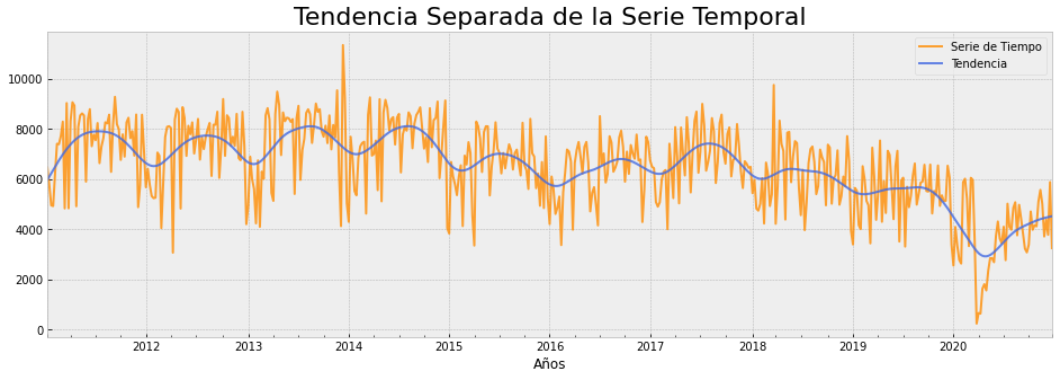 Tendencia Separada de la Serie Temporal
Serie de Tiempo
Tendencia
10000
8000
6000
4000
2000
0
2012 2013 2014 2015 2016 2017 2018 2019 2020
Años